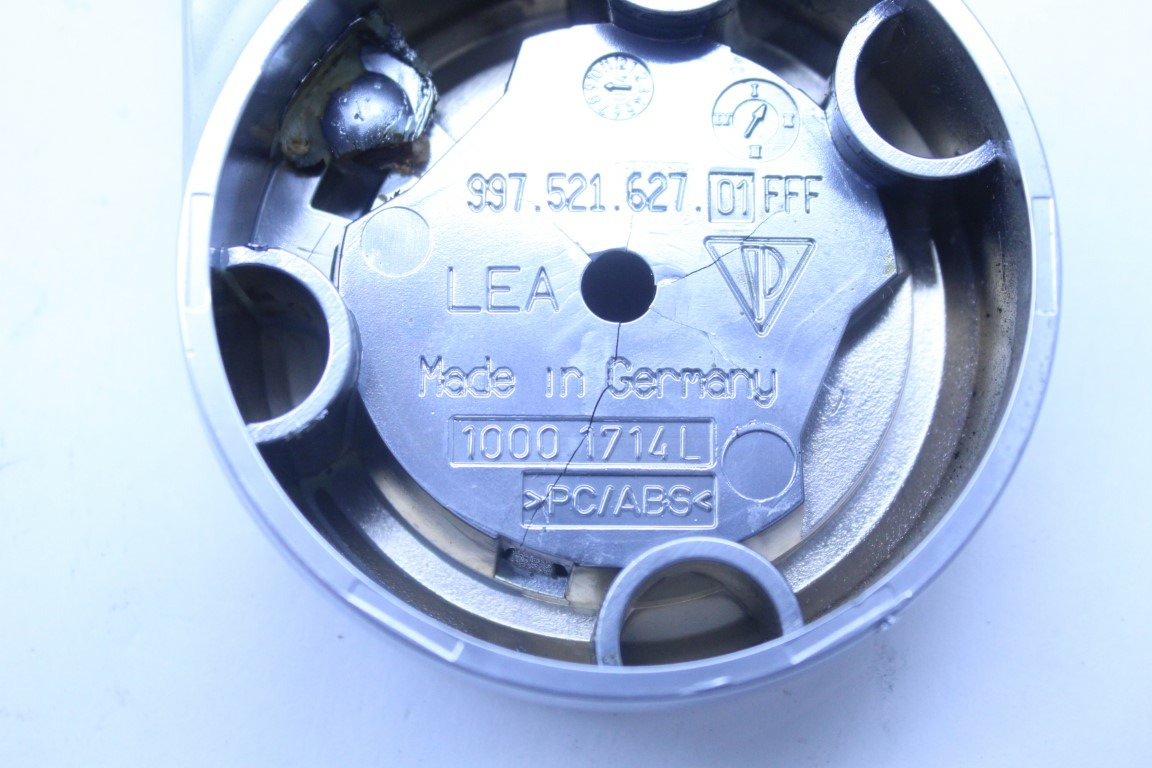 997.521.627.01 FFF
LEA
Made in Germany
1000 1714 L
>PC/ABS<